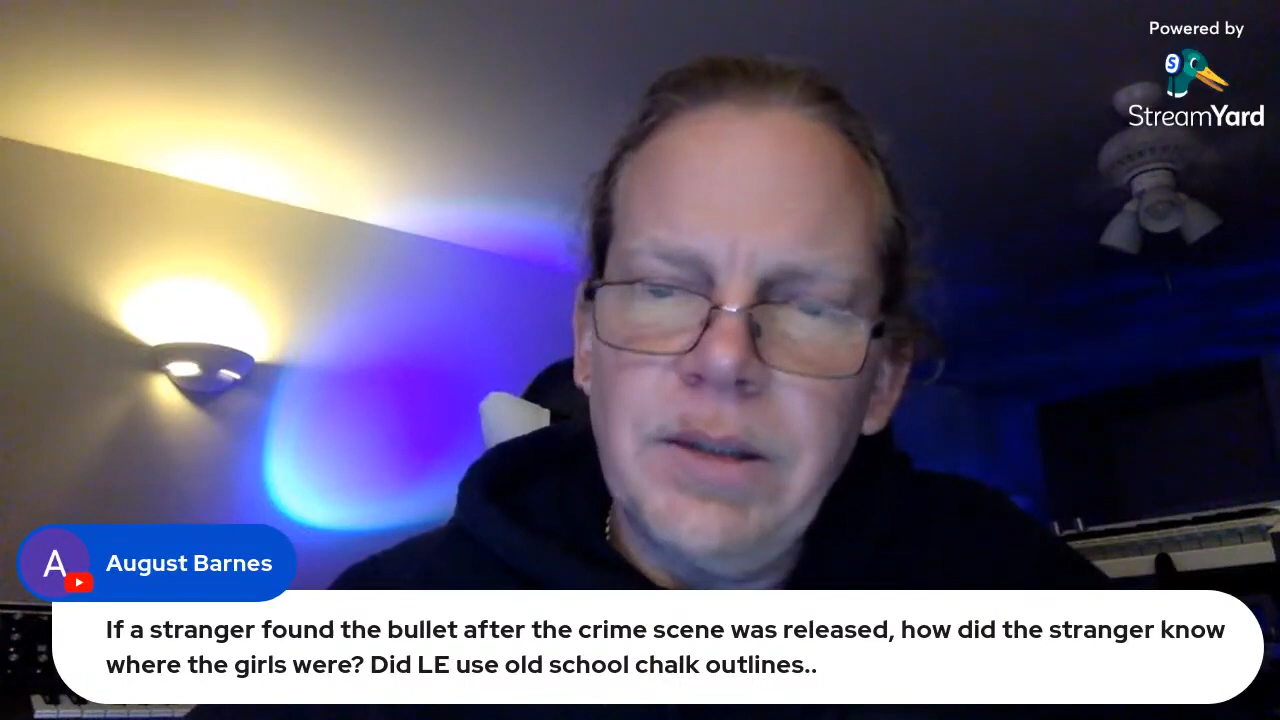 Powered by
StreamYard
A
August Barnes
If a stranger found the bullet after the crime scene was released, how did the stranger know
where the girls were? Did LE use old school chalk outlines..